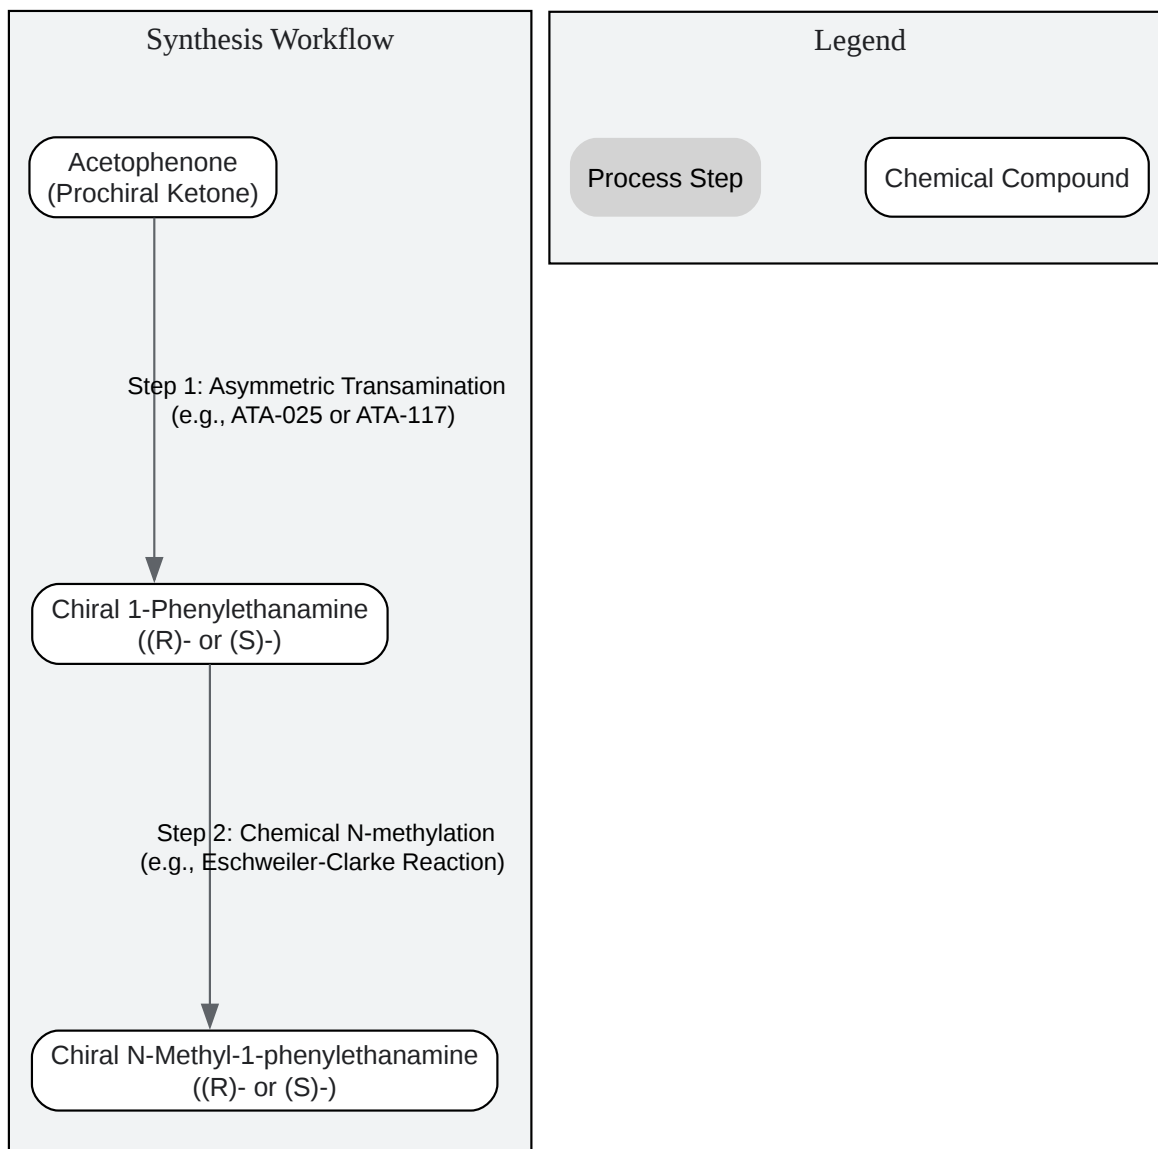 Synthesis Workflow
Acetophenone
(Prochiral Ketone)
Step 1: Asymmetric Transamination
(e.g., ATA-025 or ATA-117)
Chiral 1-Phenylethanamine
((R)- or (S)-)
Step 2: Chemical N-methylation
(e.g., Eschweiler-Clarke Reaction)
Chiral N-Methyl-1-phenylethanamine
((R)- or (S)-)
Legend
Process Step
Chemical Compound